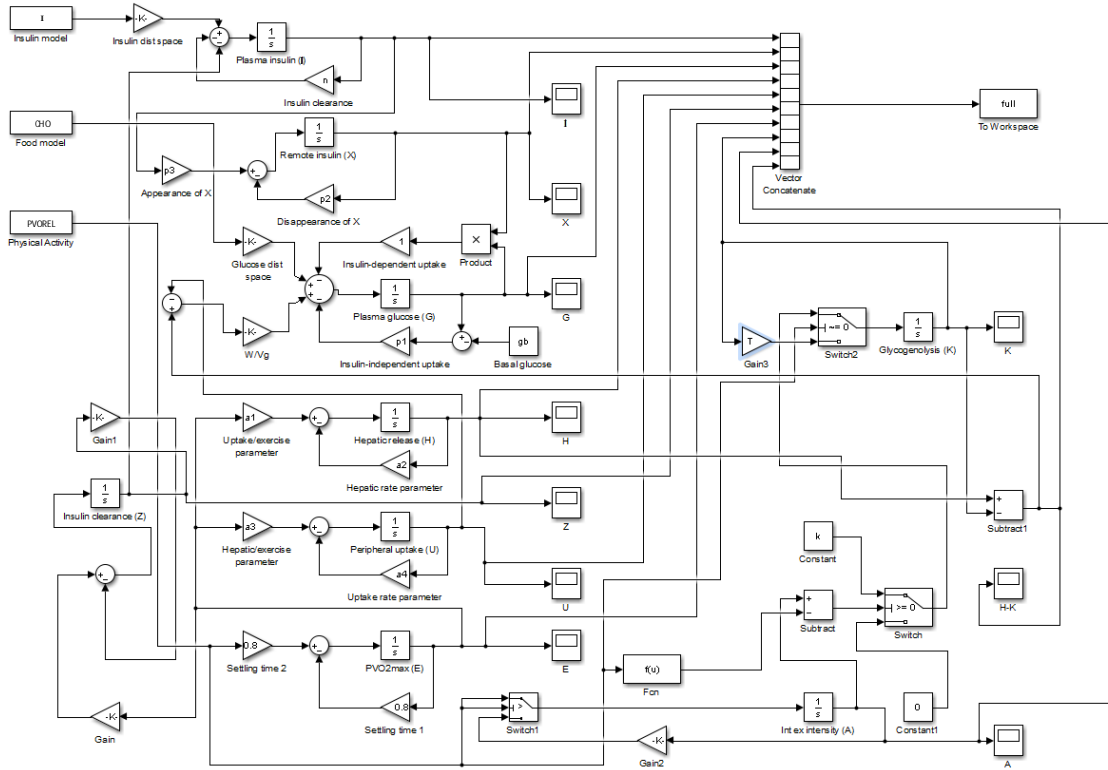 I
Insulin model
-K-
Insulin dist space
1
s
Plasma insulin (I)
n
Insulin clearance
I
full
To Workspace
CHO
Food model
1
s
Remote insulin (X)
p3
Appearance of X
p2
Disappearance of X
X
Vector
Concatenate
PVOREL
Physical Activity
-K-
Glucose dist
space
1
Insulin-dependent uptake
X
Product
1
s
Plasma glucose (G)
G
-K-
W/Vg
p1
Insulin-independent uptake
gb
Basal glucose
T
Gain3
~= 0
Switch2
1
s
Glycogenolysis (K)
K
-K-
Gain1
a1
Uptake/exercise
parameter
1
s
Hepatic release (H)
a2
Hepatic rate parameter
H
1
s
Insulin clearance (Z)
Z
Subtract1
a3
Hepatic/exercise
parameter
1
s
Peripheral uptake (U)
a4
Uptake rate parameter
U
k
Constant
Subtract
>= 0
Switch
H-K
0.8
Settling time 2
1
s
PVO2max (E)
0.8
Settling time 1
E
f(u)
Fcn
-K-
Gain
>
Switch1
-K-
Gain2
1
s
Int ex intensity (A)
0
Constant1
A